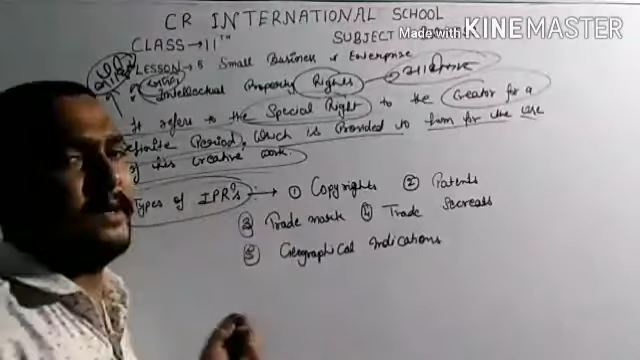 CR INTERNATIONAL SCHOOL
CLASS → 11TH SUBJECT
Made with KINEMASTER
LESSON → 5 Small Business & Enterprise
Intellectual Property Rights
It refers to the Special Right to the Creator for a
efinite Period, which is Provided to him for the use
of his creative work.
Types of IPR's → ① Copyrights ② Patents
③ Trade mark ④ Trade Secreats
⑤ Geographical Indications